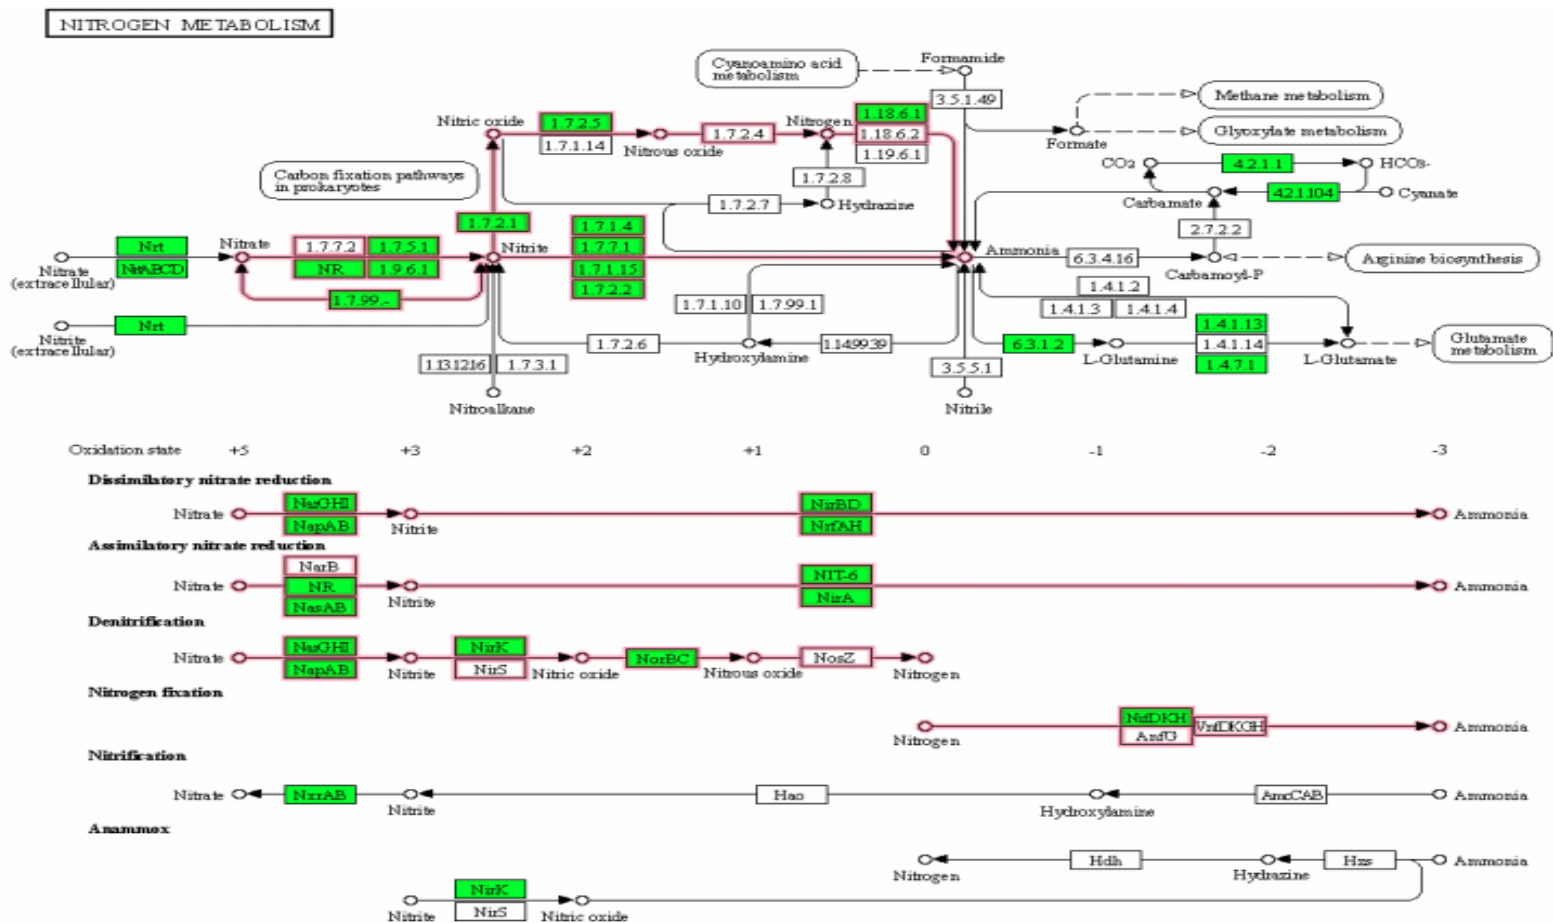 NITROGEN METABOLISM
Cyanoamino acid
metabolism
Formamide
3.5.1.49
Methane metabolism
Glyoxylate metabolism
Formate
Nitric oxide
1.7.2.5
1.7.1.14
Nitrous oxide
1.7.2.4
Nitrogen
1.18.6.1
1.18.6.2
1.19.6.1
CO2
4.2.1.1
HCO3-
Carbon fixation pathways
in prokaryotes
1.7.2.8
1.7.2.7
Hydrazine
Carbamate
4.2.1.104
Cyanate
1.7.2.1
2.7.2.2
Nrt
NrtABCD
Nitrate
(extracellular)
Nitrate
1.7.7.2
1.7.5.1
NR
1.9.6.1
1.7.99.-
Nitrite
1.7.1.4
1.7.7.1
1.7.1.15
1.7.2.2
Ammonia
6.3.4.16
Carbamoyl-P
Arginine biosynthesis
1.4.1.2
1.4.1.3
1.4.1.4
1.7.1.10
1.7.99.1
Nitrite
(extracellular)
Nrt
1.7.2.6
Hydroxylamine
1.14.99.39
6.3.1.2
L-Glutamine
1.4.1.13
1.4.1.14
1.4.7.1
L-Glutamate
Glutamate
metabolism
1.13.12.16
1.7.3.1
3.5.5.1
Nitroalkane
Nitrile
Oxidation state +5 +3 +2 +1 0 -1 -2 -3
Dissimilatory nitrate reduction
Nitrate
NarGHI
NapAB
Nitrite
NirBD
NrfAH
Ammonia
Assimilatory nitrate reduction
Nitrate
NarB
NR
NasAB
Nitrite
NIT-6
NirA
Ammonia
Denitrification
Nitrate
NarGHI
NapAB
Nitrite
NirK
NirS
Nitric oxide
NorBC
Nitrous oxide
NosZ
Nitrogen
Nitrogen fixation
Nitrogen
NifDKH
AnfG
VnfDKGH
Ammonia
Nitrification
Nitrate
NxrAB
Nitrite
Hao
Hydroxylamine
AmoCAB
Ammonia
Anammox
Nitrogen
Hdh
Hydrazine
Hzs
Ammonia
Nitrite
NirK
NirS
Nitric oxide